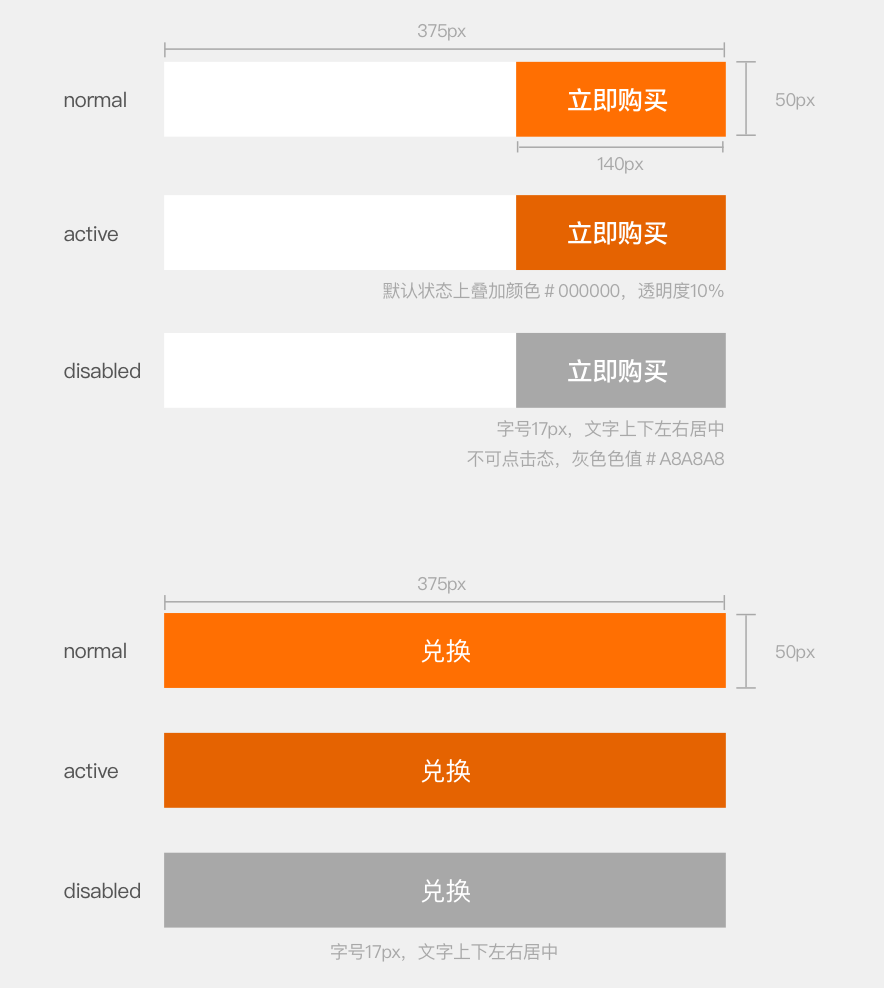 375px
normal
立即购买
50px
140px
active
立即购买
默认状态上叠加颜色 # 000000，透明度10%
disabled
立即购买
字号17px，文字上下左右居中
不可点击态，灰色色值 # A8A8A8
375px
normal
兑换
50px
active
兑换
disabled
兑换
字号17px，文字上下左右居中